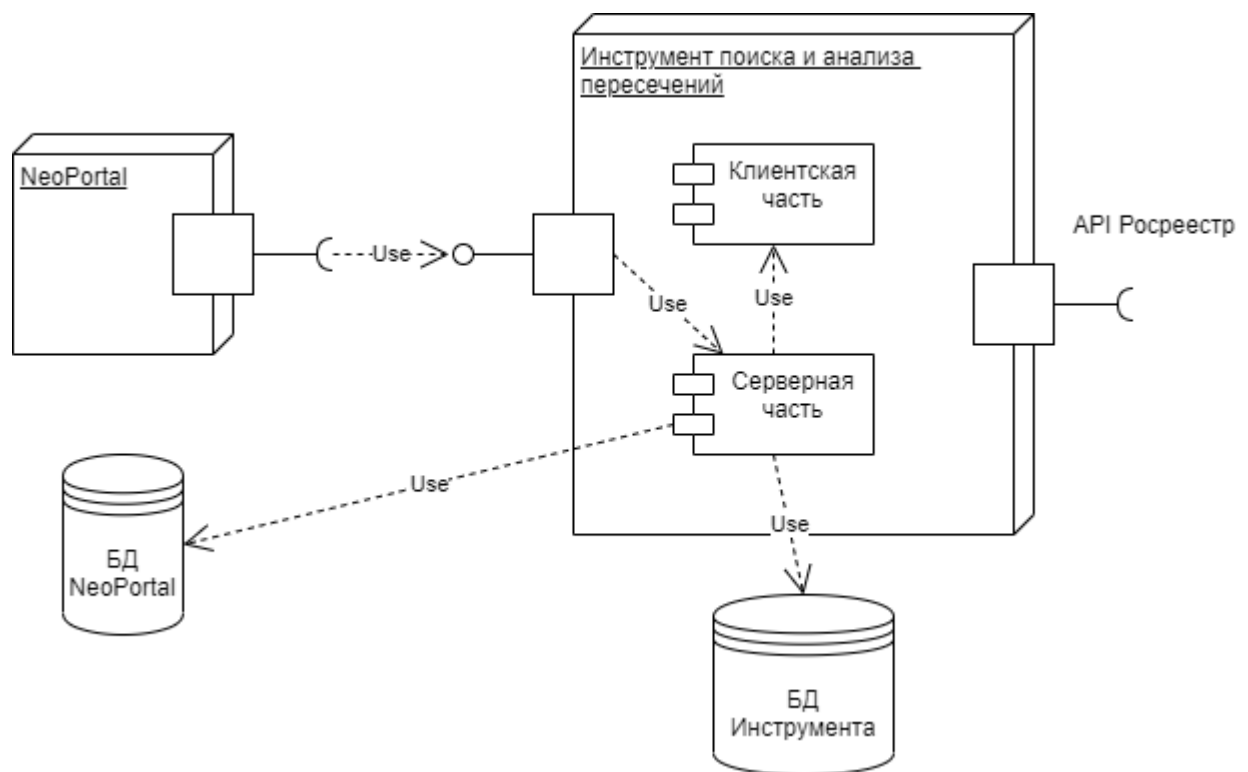 Инструмент поиска и анализа
пересечений
NeoPortal
Клиентская
часть
API Росреестр
Use
Use
Use
Серверная
часть
Use
Use
БД
NeoPortal
БД
Инструмента